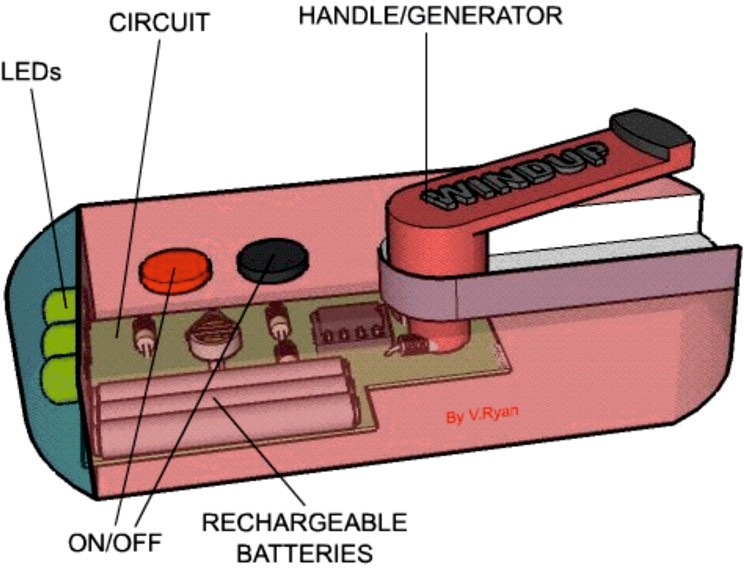 HANDLE/GENERATOR
CIRCUIT
LEDs
WINDUP
By V.Ryan
RECHARGEABLE
BATTERIES
ON/OFF